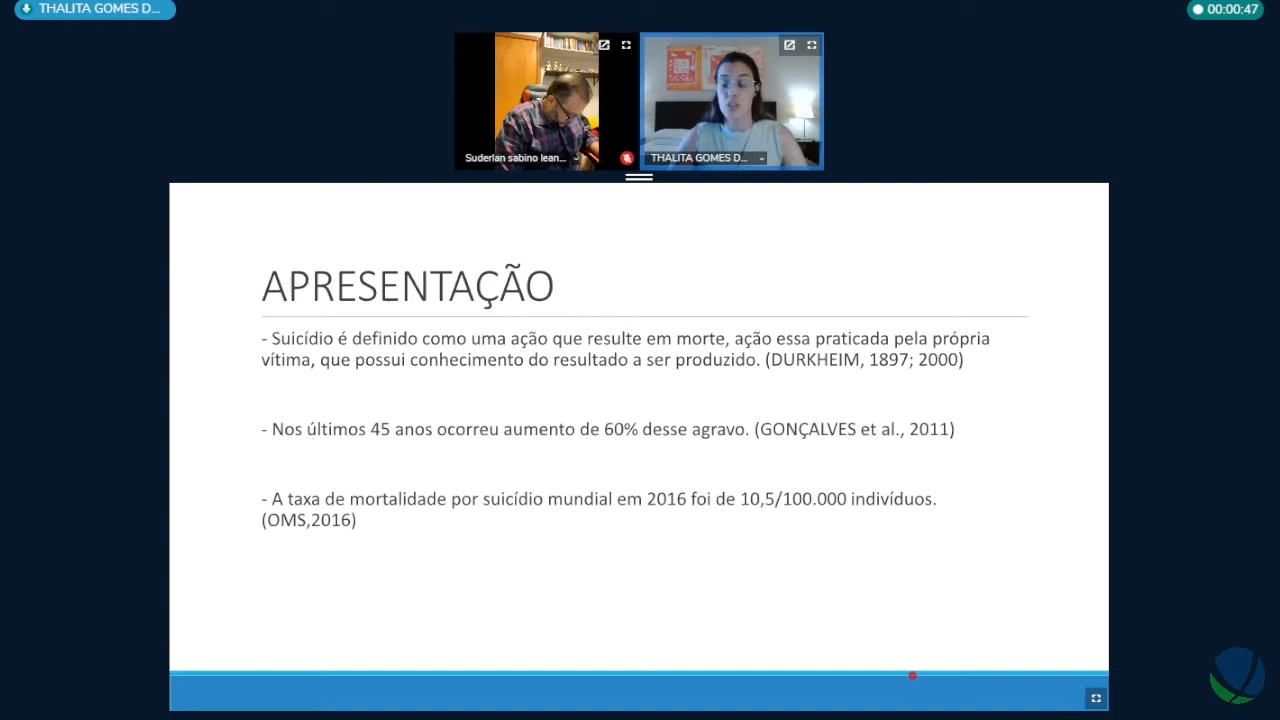 THALITA GOMES D...
00:00:47
Suderlan sabino lean...
THALITA GOMES D...
APRESENTAÇÃO
- Suicídio é definido como uma ação que resulte em morte, ação essa praticada pela própria
vítima, que possui conhecimento do resultado a ser produzido. (DURKHEIM, 1897; 2000)
- Nos últimos 45 anos ocorreu aumento de 60% desse agravo. (GONÇALVES et al., 2011)
- A taxa de mortalidade por suicídio mundial em 2016 foi de 10,5/100.000 indivíduos.
(OMS,2016)